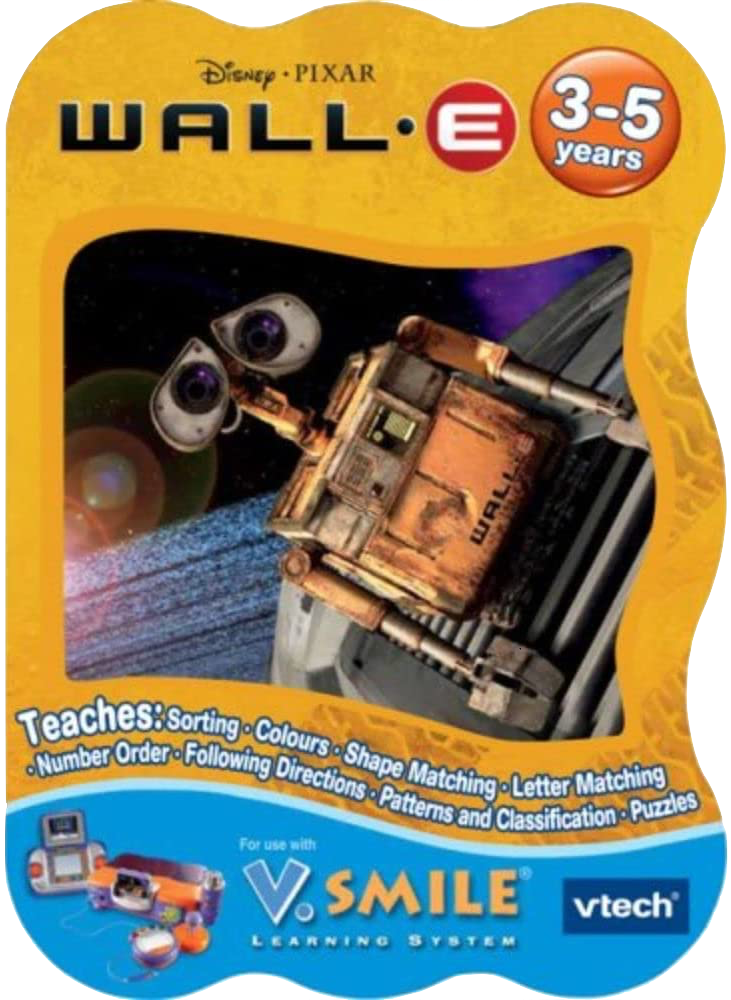 Disney · PIXAR
WALL·E
3-5
years
WALL·E
Teaches: Sorting · Colours · Shape Matching · Letter Matching
· Number Order · Following Directions · Patterns and Classification · Puzzles
For use with
V.SMILE®
LEARNING SYSTEM
vtech®